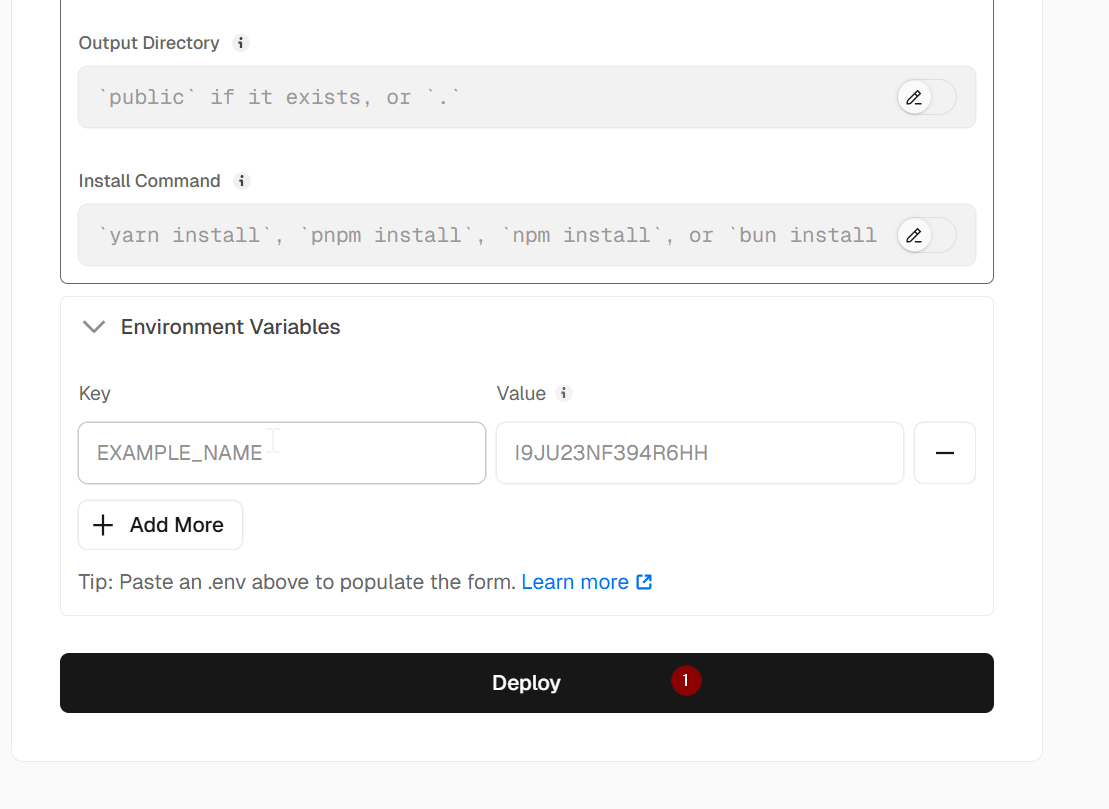 Output Directory
`public` if it exists, or `.`
Install Command
`yarn install`, `pnpm install`, `npm install`, or `bun install
Environment Variables
Key
Value
EXAMPLE_NAME
I9JU23NF394R6HH
Add More
Tip: Paste an .env above to populate the form. Learn more
Deploy
1